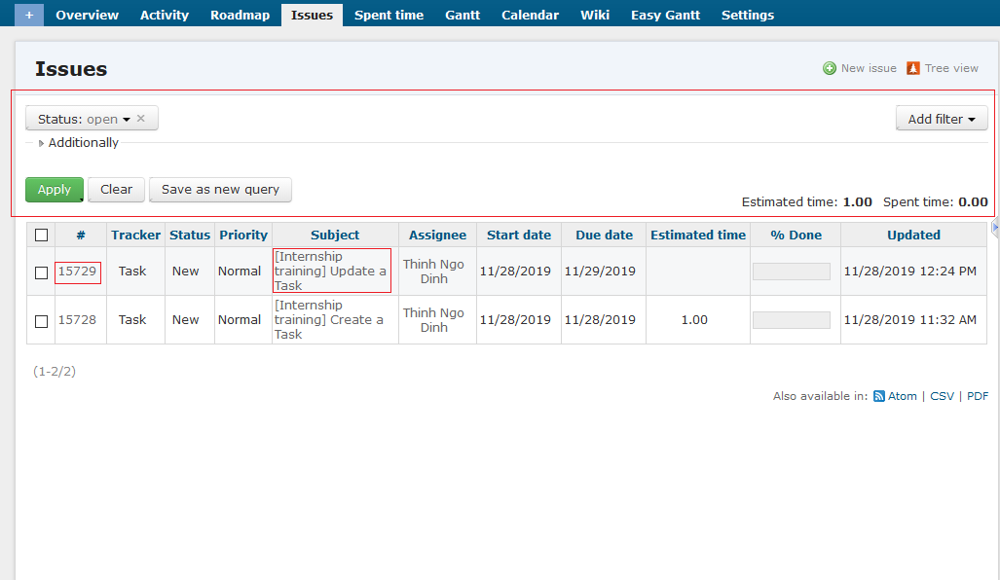 + Overview Activity Roadmap Issues Spent time Gantt Calendar Wiki Easy Gantt Settings
Issues
New issue Tree view
Status: open ✕
Add filter
Additionally
Apply Clear Save as new query
Estimated time: 1.00 Spent time: 0.00
# Tracker Status Priority Subject Assignee Start date Due date Estimated time % Done Updated
15729 Task New Normal [Internship training] Update a Task Thinh Ngo Dinh 11/28/2019 11/29/2019 11/28/2019 12:24 PM
15728 Task New Normal [Internship training] Create a Task Thinh Ngo Dinh 11/28/2019 11/28/2019 1.00 11/28/2019 11:32 AM
(1-2/2)
Also available in: Atom | CSV | PDF